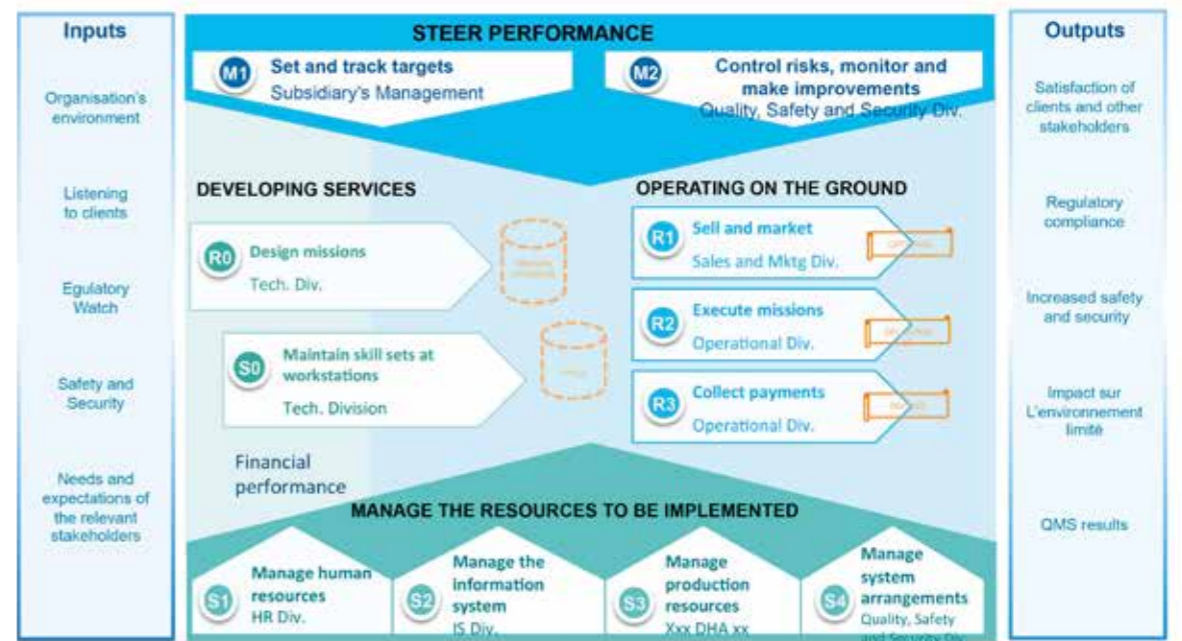 Inputs
Organisation's
environment
Listening
to clients
Egulatory
Watch
Safety and
Security
Needs and
expectations of
the relevant
stakeholders
STEER PERFORMANCE
M1
Set and track targets
Subsidiary's Management
M2
Control risks, monitor and
make improvements
Quality, Safety and Security Div.
DEVELOPING SERVICES
R0
Design missions
Tech. Div.
S0
Maintain skill sets at
workstations
Tech. Division
OPERATING ON THE GROUND
R1
Sell and market
Sales and Mktg Div.
R2
Execute missions
Operational Div.
R3
Collect payments
Operational Div.
Financial
performance
MANAGE THE RESOURCES TO BE IMPLEMENTED
S1
Manage human
resources
HR Div.
S2
Manage the
information
system
IS Div.
S3
Manage
production
resources
Xxx DHA xx
S4
Manage
system
arrangements
Quality, Safety
and Security Div
Outputs
Satisfaction of
clients and other
stakeholders
Regulatory
compliance
Increased safety
and security
Impact sur
L'environnement
limité
QMS results